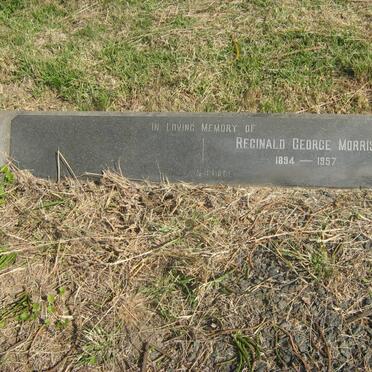 IN LOVING MEMORY OF
REGINALD GEORGE MORRIS
1894 — 1957